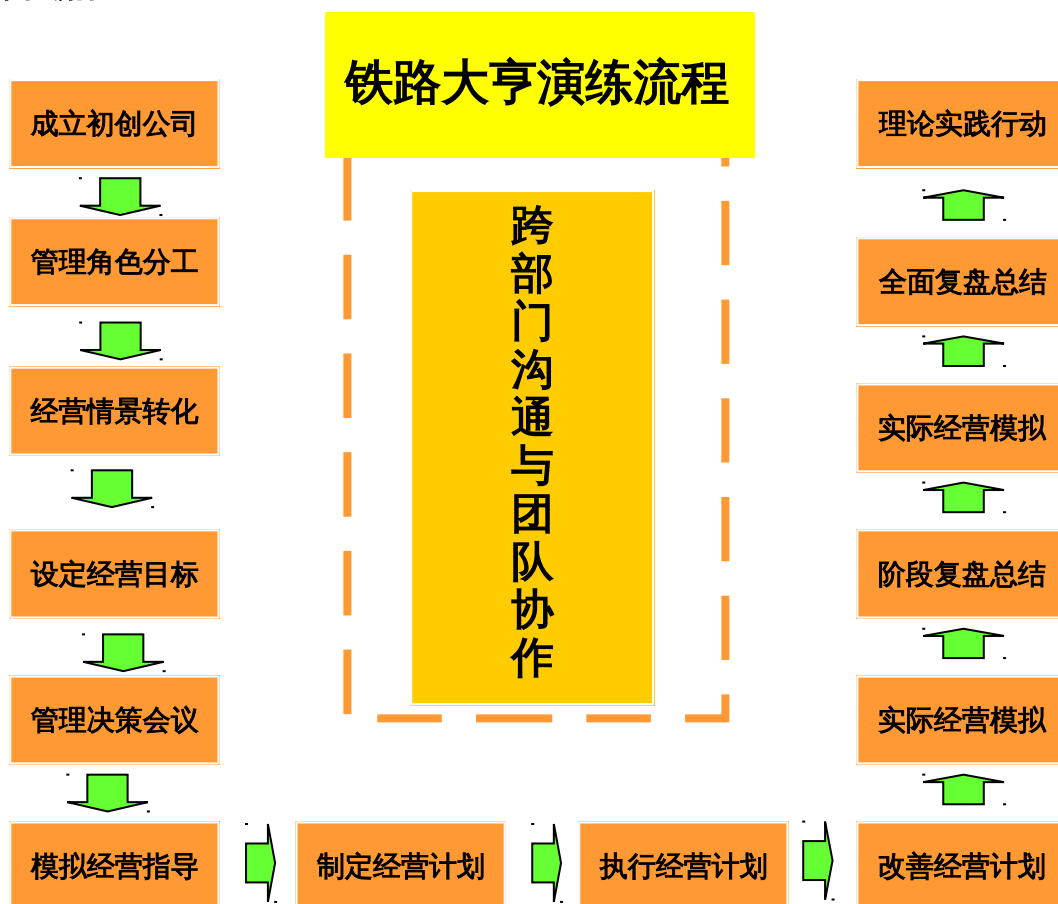 铁路大亨演练流程
成立初创公司
管理角色分工
经营情景转化
设定经营目标
管理决策会议
模拟经营指导
制定经营计划
执行经营计划
改善经营计划
实际经营模拟
阶段复盘总结
实际经营模拟
全面复盘总结
理论实践行动
跨部门沟通与团队协作